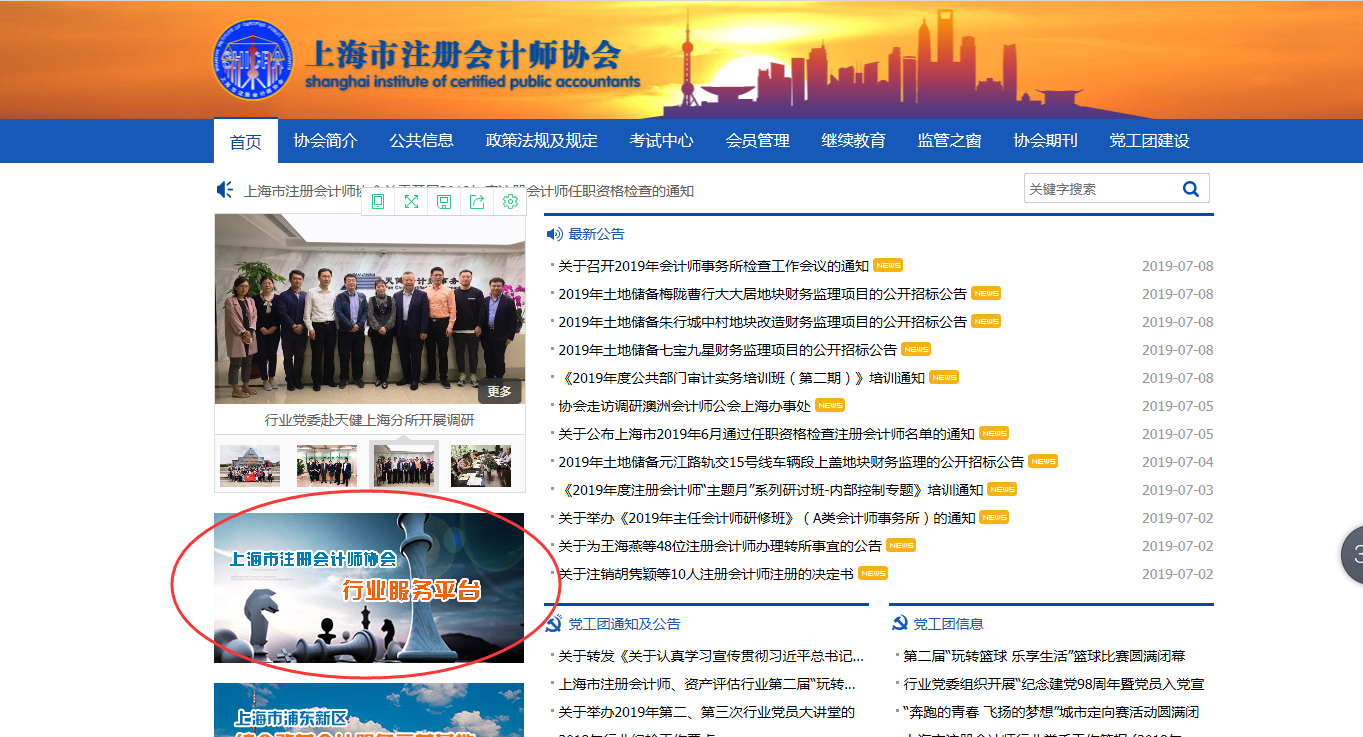 上海市注册会计师协会
shanghai institute of certified public accountants
首页
协会简介
公共信息
政策法规及规定
考试中心
会员管理
继续教育
监管之窗
协会期刊
党工团建设
上海市注册会计师协
会计师任职资格检查的通知
关键字搜索
更多
行业党委赴天健上海分所开展调研
上海市注册会计师协会
行业服务平台
上海市浦东新区
最新公告
关于召开2019年会计师事务所检查工作会议的通知 NEWS 2019-07-08
2019年土地储备梅陇曹行大大居地块财务监理项目的公开招标公告 NEWS 2019-07-08
2019年土地储备朱行城中村地块改造财务监理项目的公开招标公告 NEWS 2019-07-08
2019年土地储备七宝九星财务监理项目的公开招标公告 NEWS 2019-07-08
《2019年度公共部门审计实务培训班（第二期）》培训通知 NEWS 2019-07-08
协会走访调研澳洲会计师公会上海办事处 NEWS 2019-07-05
关于公布上海市2019年6月通过任职资格检查注册会计师名单的通知 NEWS 2019-07-05
2019年土地储备元江路轨交15号线车辆段上盖地块财务监理的公开招标公告 NEWS 2019-07-04
《2019年度注册会计师“主题月”系列研讨班-内部控制专题》培训通知 NEWS 2019-07-03
关于举办《2019年主任会计师研修班》（A类会计师事务所）的通知 NEWS 2019-07-02
关于为王海燕等48位注册会计师办理转所事宜的公告 NEWS 2019-07-02
关于注销胡隽颖等10人注册会计师注册的决定书 NEWS 2019-07-02
党工团通知及公告
关于转发《关于认真学习宣传贯彻习近平总书记...
上海市注册会计师、资产评估行业第二届“玩转...
关于举办2019年第二、第三次行业党员大讲堂的
党工团信息
第二届“玩转篮球 乐享生活”篮球比赛圆满闭幕
行业党委组织开展“纪念建党98周年暨党员入党宣
“奔跑的青春 飞扬的梦想”城市定向赛活动圆满闭
3